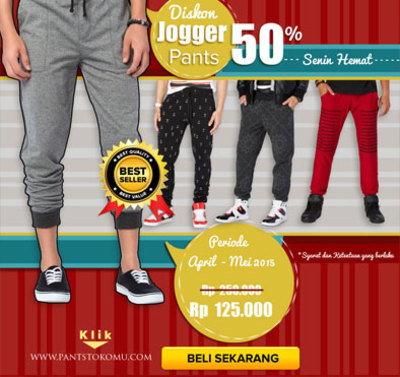 Diskon
Jogger
Pants
50%
Senin Hemat
BEST QUALITY
BEST
SELLER
BEST VALUE
Periode
April - Mei 2015
Rp 250.000
Rp 125.000
* Syarat dan Ketentuan yang berlaku
Klik
WWW.PANTSTOKOMU.COM
BELI SEKARANG